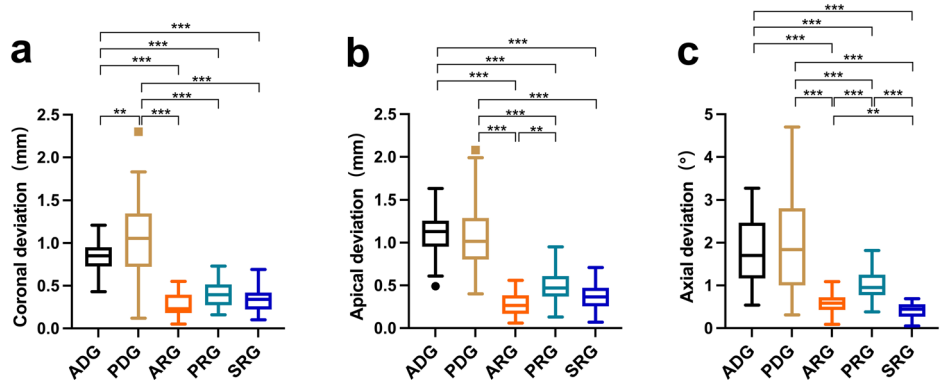 a
***
***
***
***
***
**
***
Coronal deviation (mm)
2.5
2.0
1.5
1.0
0.5
0.0
ADG
PDG
ARG
PRG
SRG
b
***
***
***
***
***
***
**
Apical deviation (mm)
2.5
2.0
1.5
1.0
0.5
0.0
ADG
PDG
ARG
PRG
SRG
c
***
***
***
***
***
***
***
***
**
Axial deviation (°)
5
4
3
2
1
0
ADG
PDG
ARG
PRG
SRG